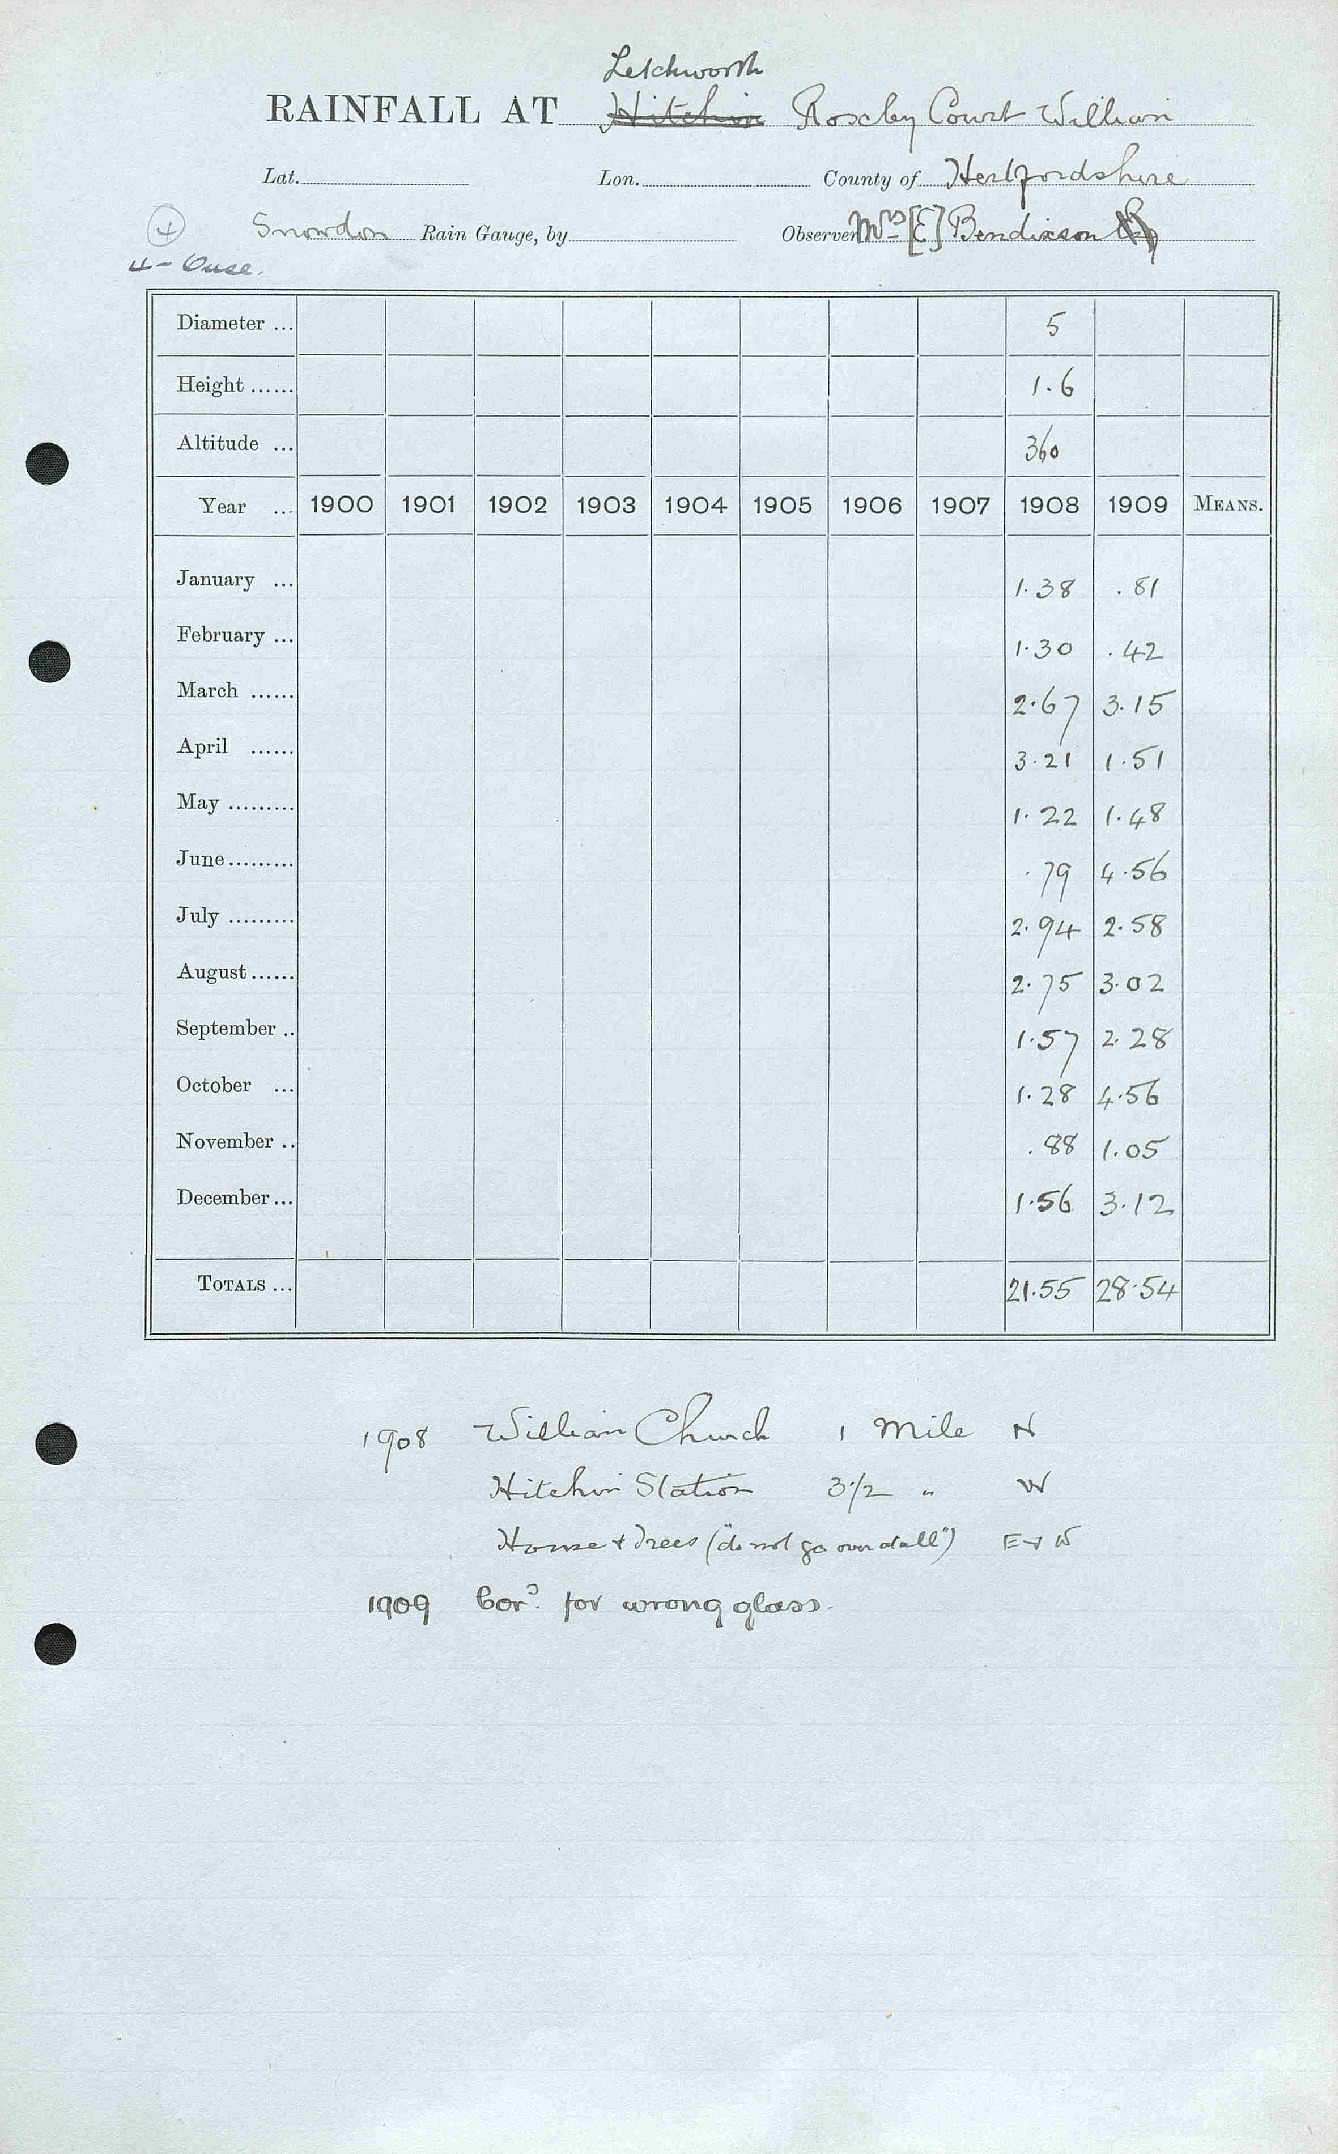 Letchworth
RAINFALL AT Hitchin Roxley Court Willian
Lat. Lon. County of Hertfordshire
4 Snowdon Rain Gauge, by Observer Mrs [E] Bendixson
4 - Ouse.
Diameter ... 5
Height ...... 1.6
Altitude ... 360
Year ... 1900 1901 1902 1903 1904 1905 1906 1907 1908 1909 MEANS.
January ... 1.38 .81
February ... 1.30 .42
March ...... 2.67 3.15
April ...... 3.21 1.51
May ......... 1.22 1.48
June ......... .79 4.56
July ......... 2.94 2.58
August ...... 2.75 3.02
September .. 1.57 2.28
October ... 1.28 4.56
November .. .88 1.05
December ... 1.56 3.12
TOTALS ... 21.55 28.54
1908 Willian Church 1 Mile N
Hitchin Station 3 1/2 " W
House & Trees ("do not go over at all") E & W
1909 Cord. for wrong glass.